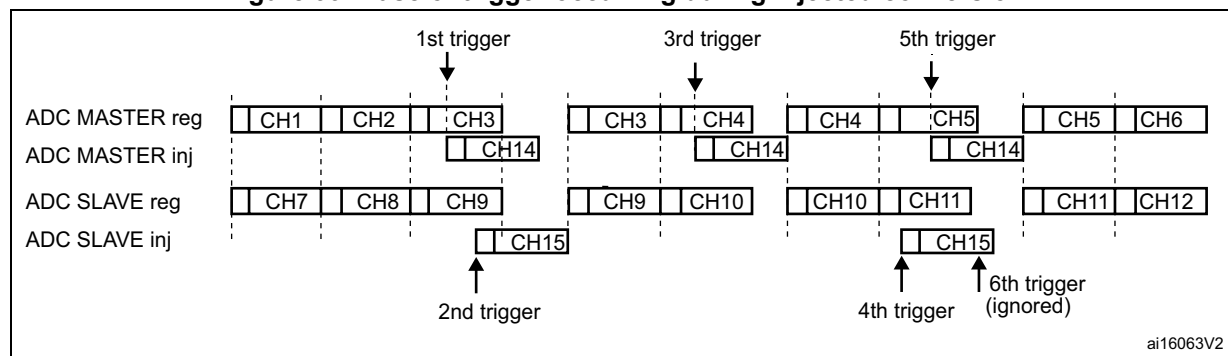 1st trigger 3rd trigger 5th trigger
ADC MASTER reg CH1 CH2 CH3 CH3 CH4 CH4 CH5 CH5 CH6
ADC MASTER inj CH14 CH14 CH14
ADC SLAVE reg CH7 CH8 CH9 CH9 CH10 CH10 CH11 CH11 CH12
ADC SLAVE inj CH15 CH15
2nd trigger 4th trigger 6th trigger
(ignored)
ai16063V2